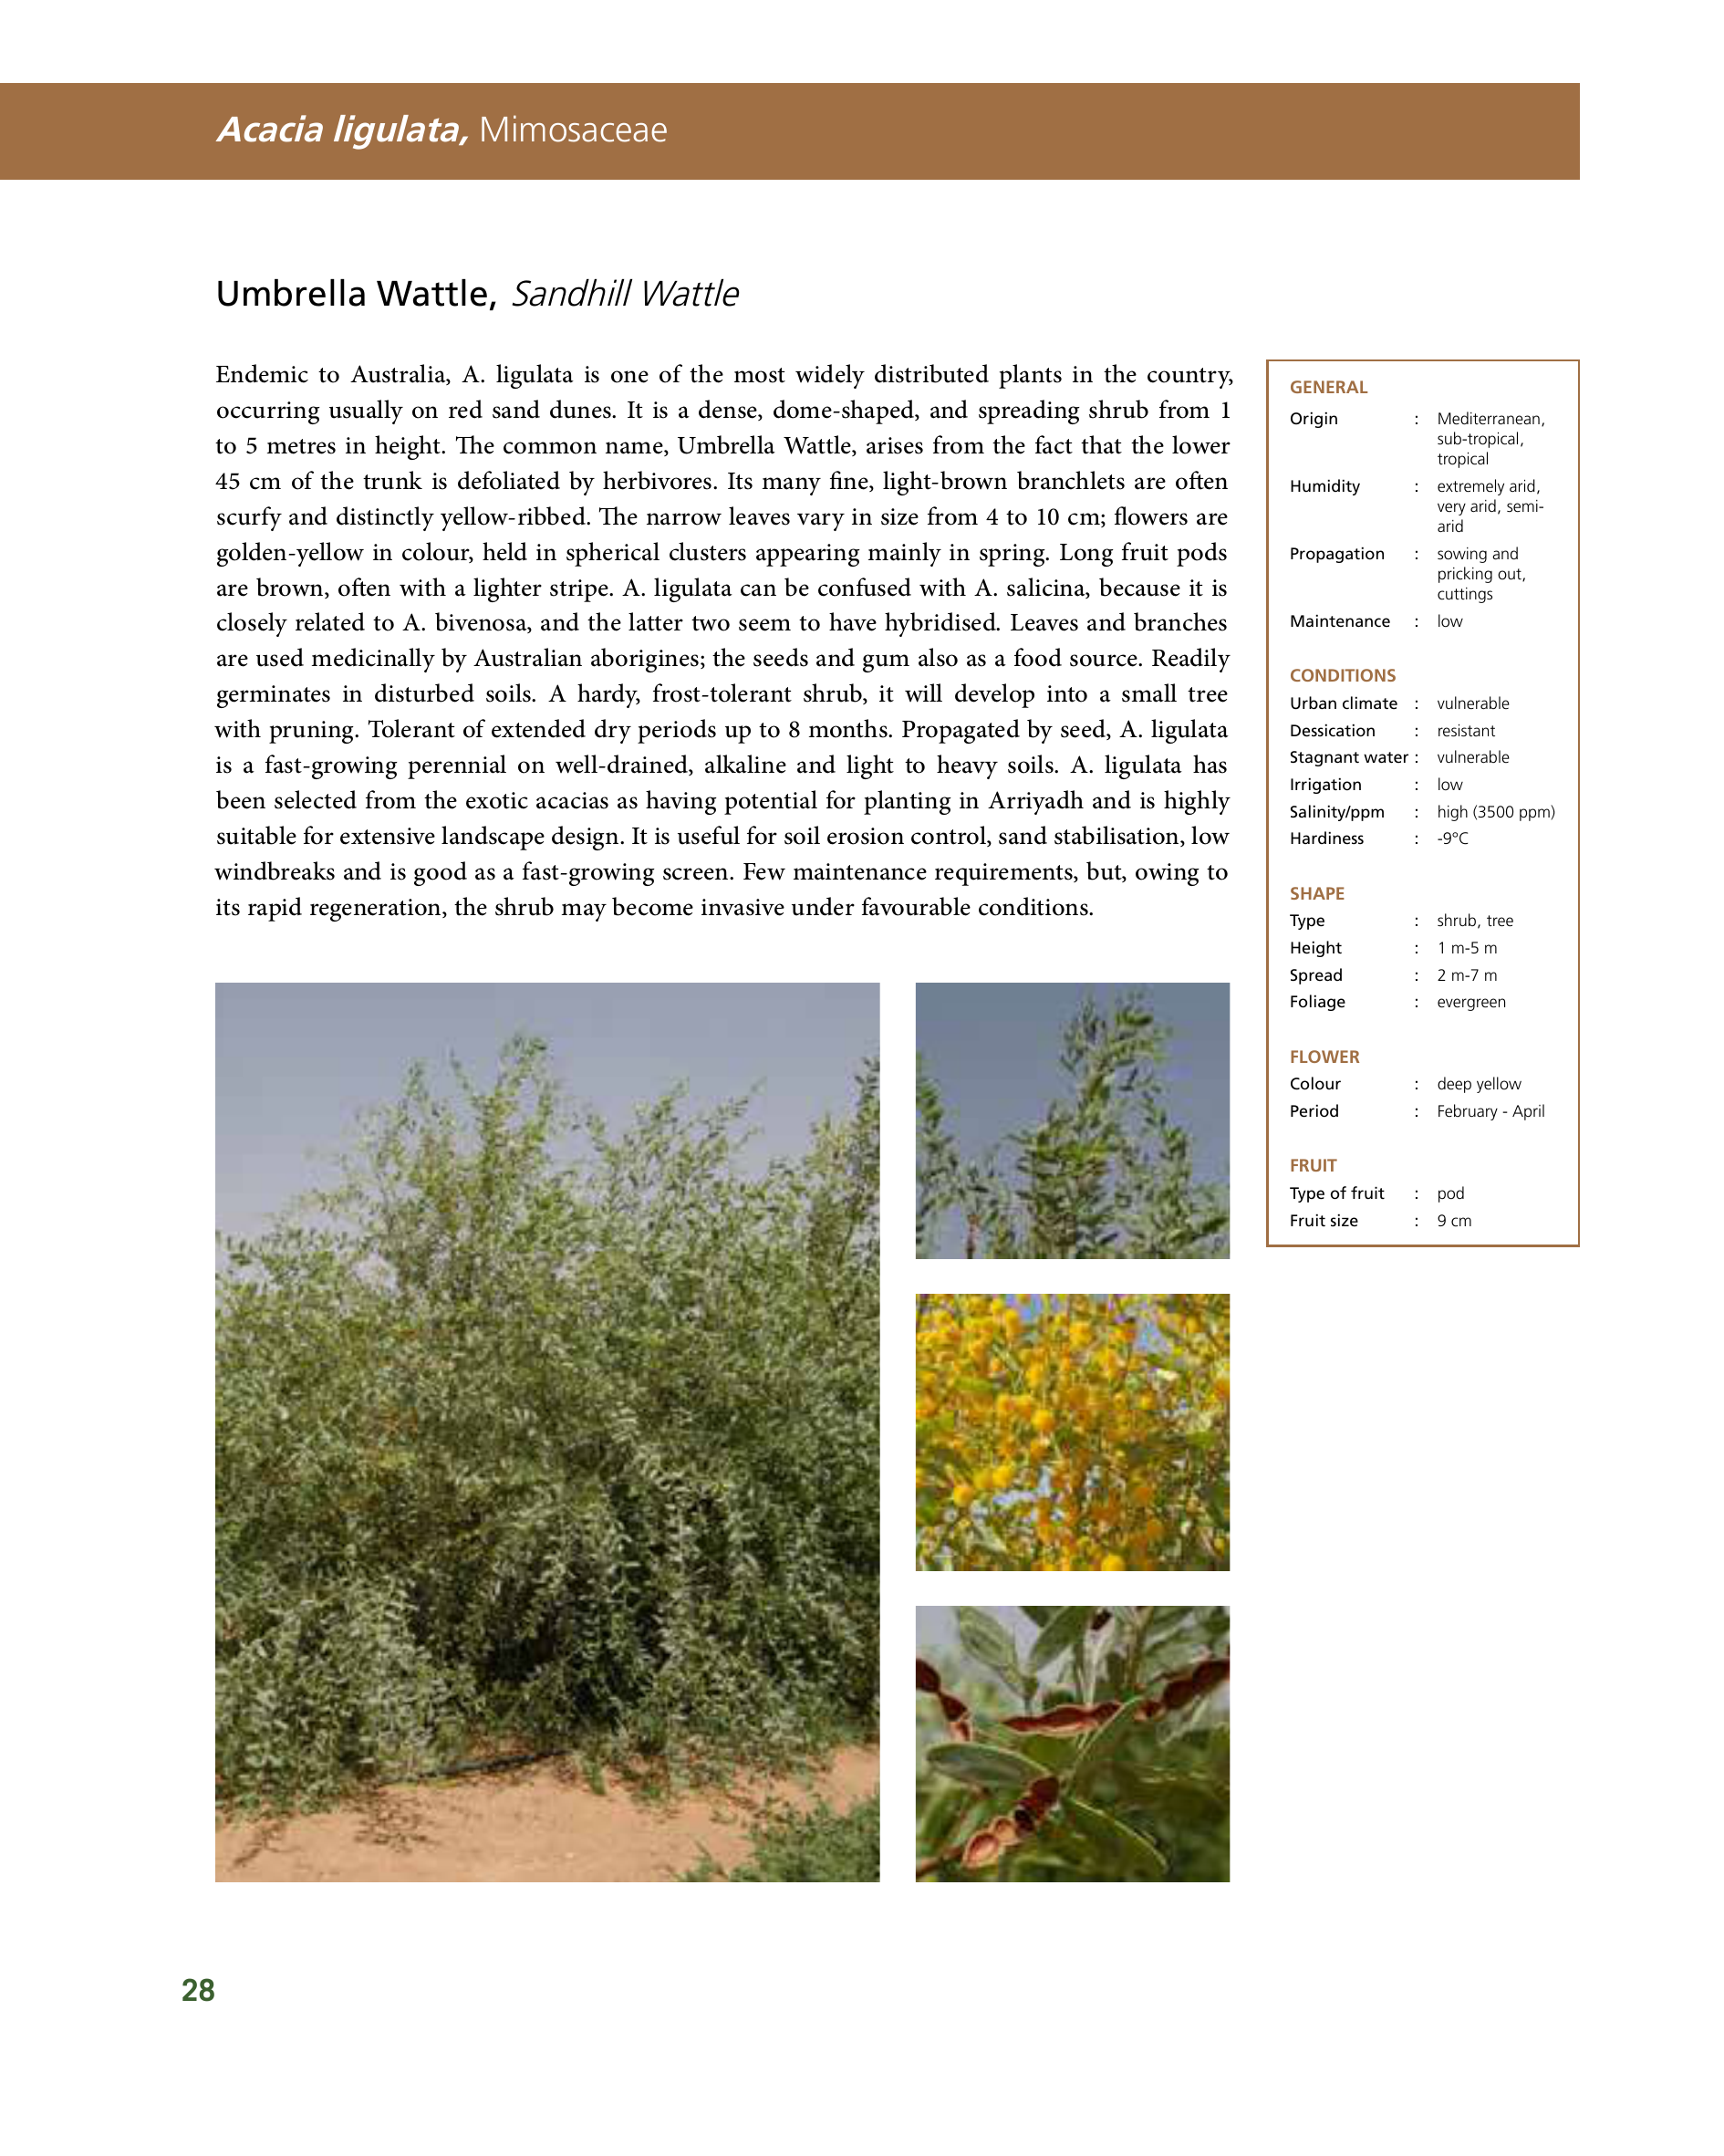 Acacia ligulata, Mimosaceae
Umbrella Wattle, Sandhill Wattle
Endemic to Australia, A. ligulata is one of the most widely distributed plants in the country,
occurring usually on red sand dunes. It is a dense, dome-shaped, and spreading shrub from 1
to 5 metres in height. The common name, Umbrella Wattle, arises from the fact that the lower
45 cm of the trunk is defoliated by herbivores. Its many fine, light-brown branchlets are often
scurfy and distinctly yellow-ribbed. The narrow leaves vary in size from 4 to 10 cm; flowers are
golden-yellow in colour, held in spherical clusters appearing mainly in spring. Long fruit pods
are brown, often with a lighter stripe. A. ligulata can be confused with A. salicina, because it is
closely related to A. bivenosa, and the latter two seem to have hybridised. Leaves and branches
are used medicinally by Australian aborigines; the seeds and gum also as a food source. Readily
germinates in disturbed soils. A hardy, frost-tolerant shrub, it will develop into a small tree
with pruning. Tolerant of extended dry periods up to 8 months. Propagated by seed, A. ligulata
is a fast-growing perennial on well-drained, alkaline and light to heavy soils. A. ligulata has
been selected from the exotic acacias as having potential for planting in Arriyadh and is highly
suitable for extensive landscape design. It is useful for soil erosion control, sand stabilisation, low
windbreaks and is good as a fast-growing screen. Few maintenance requirements, but, owing to
its rapid regeneration, the shrub may become invasive under favourable conditions.
GENERAL
Origin : Mediterranean,
sub-tropical,
tropical
Humidity : extremely arid,
very arid, semi-
arid
Propagation : sowing and
pricking out,
cuttings
Maintenance : low
CONDITIONS
Urban climate : vulnerable
Dessication : resistant
Stagnant water : vulnerable
Irrigation : low
Salinity/ppm : high (3500 ppm)
Hardiness : -9°C
SHAPE
Type : shrub, tree
Height : 1 m-5 m
Spread : 2 m-7 m
Foliage : evergreen
FLOWER
Colour : deep yellow
Period : February - April
FRUIT
Type of fruit : pod
Fruit size : 9 cm
28